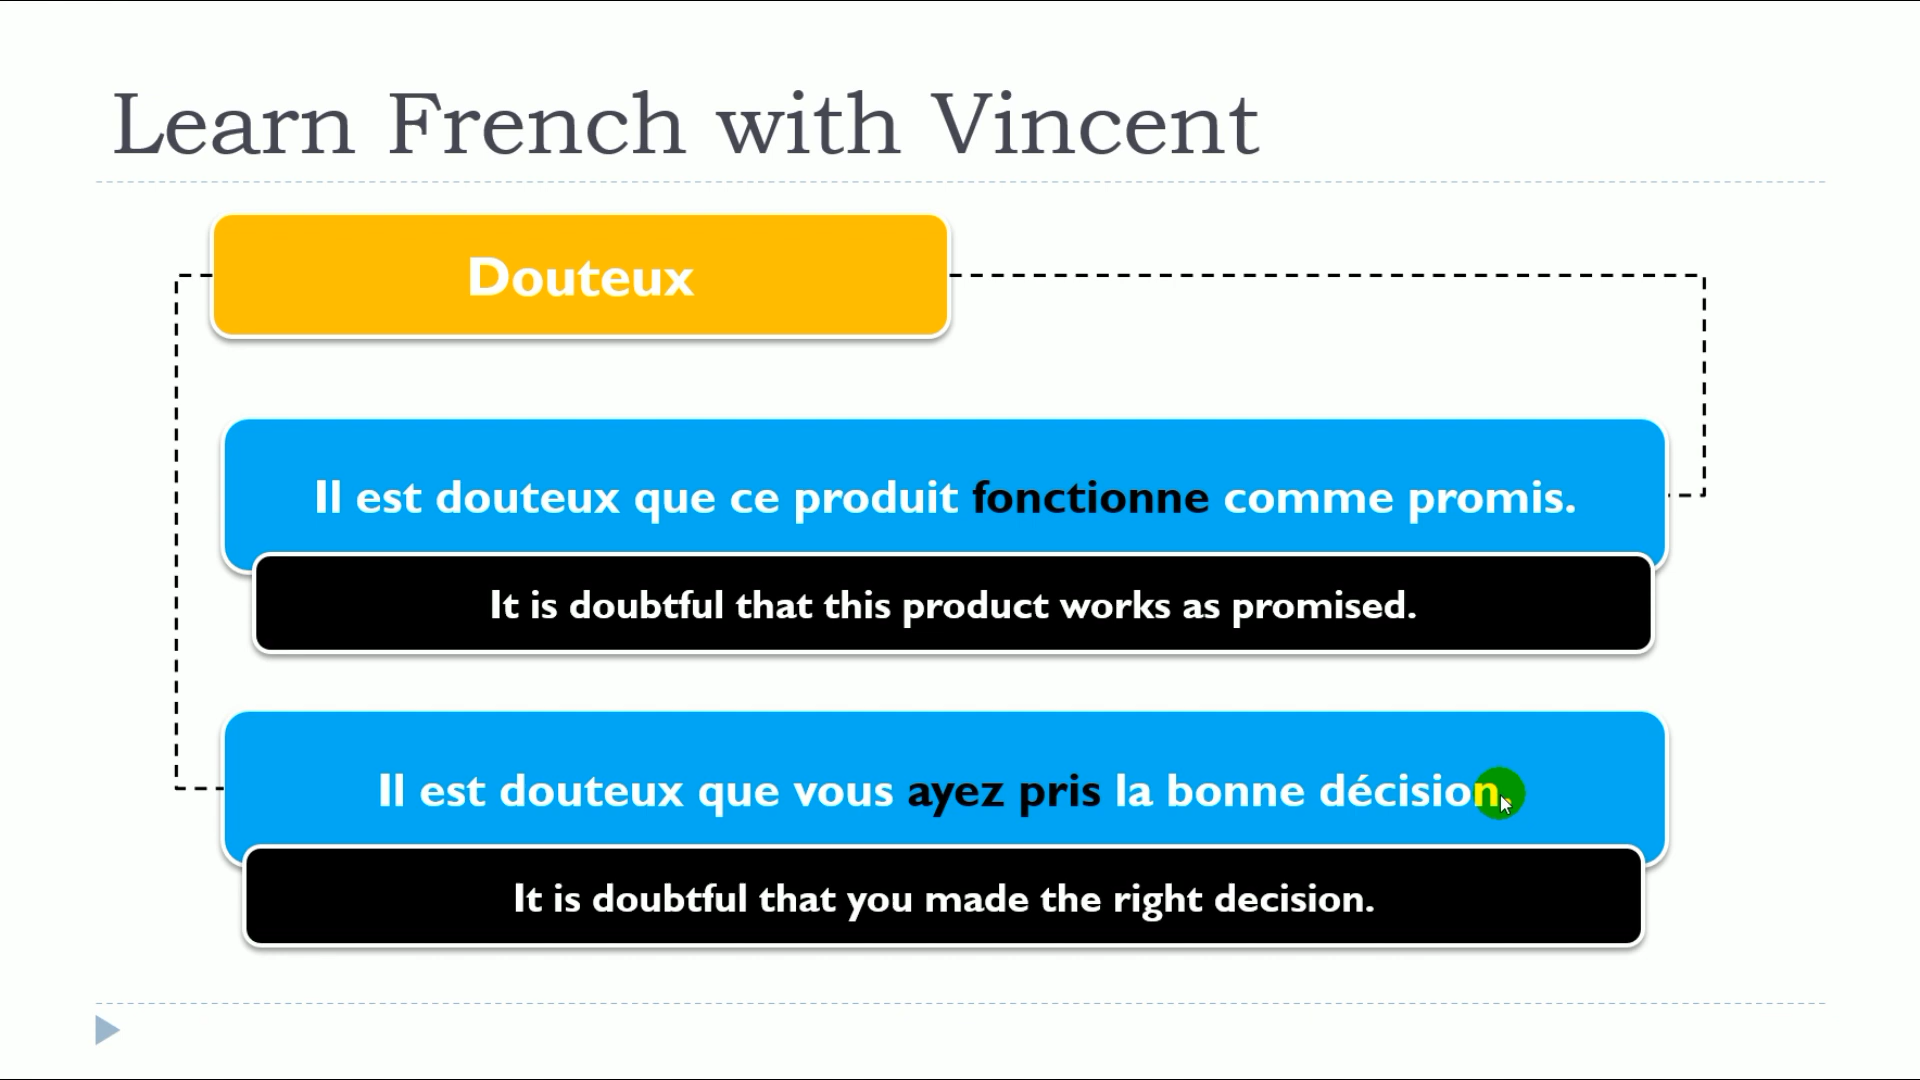 Learn French with Vincent
Douteux
Il est douteux que ce produit fonctionne comme promis.
It is doubtful that this product works as promised.
Il est douteux que vous ayez pris la bonne décision.
It is doubtful that you made the right decision.